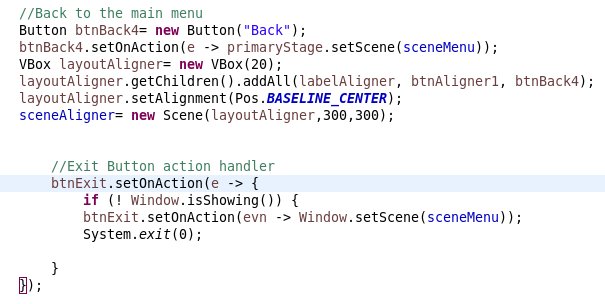 //Back to the main menu
Button btnBack4= new Button("Back");
btnBack4.setOnAction(e -> primaryStage.setScene(sceneMenu));
VBox layoutAligner= new VBox(20);
layoutAligner.getChildren().addAll(labelAligner, btnAligner1, btnBack4);
layoutAligner.setAlignment(Pos.BASELINE_CENTER);
sceneAligner= new Scene(layoutAligner,300,300);
//Exit Button action handler
btnExit.setOnAction(e -> {
if (! Window.isShowing()) {
btnExit.setOnAction(evn -> Window.setScene(sceneMenu));
System.exit(0);
}
});